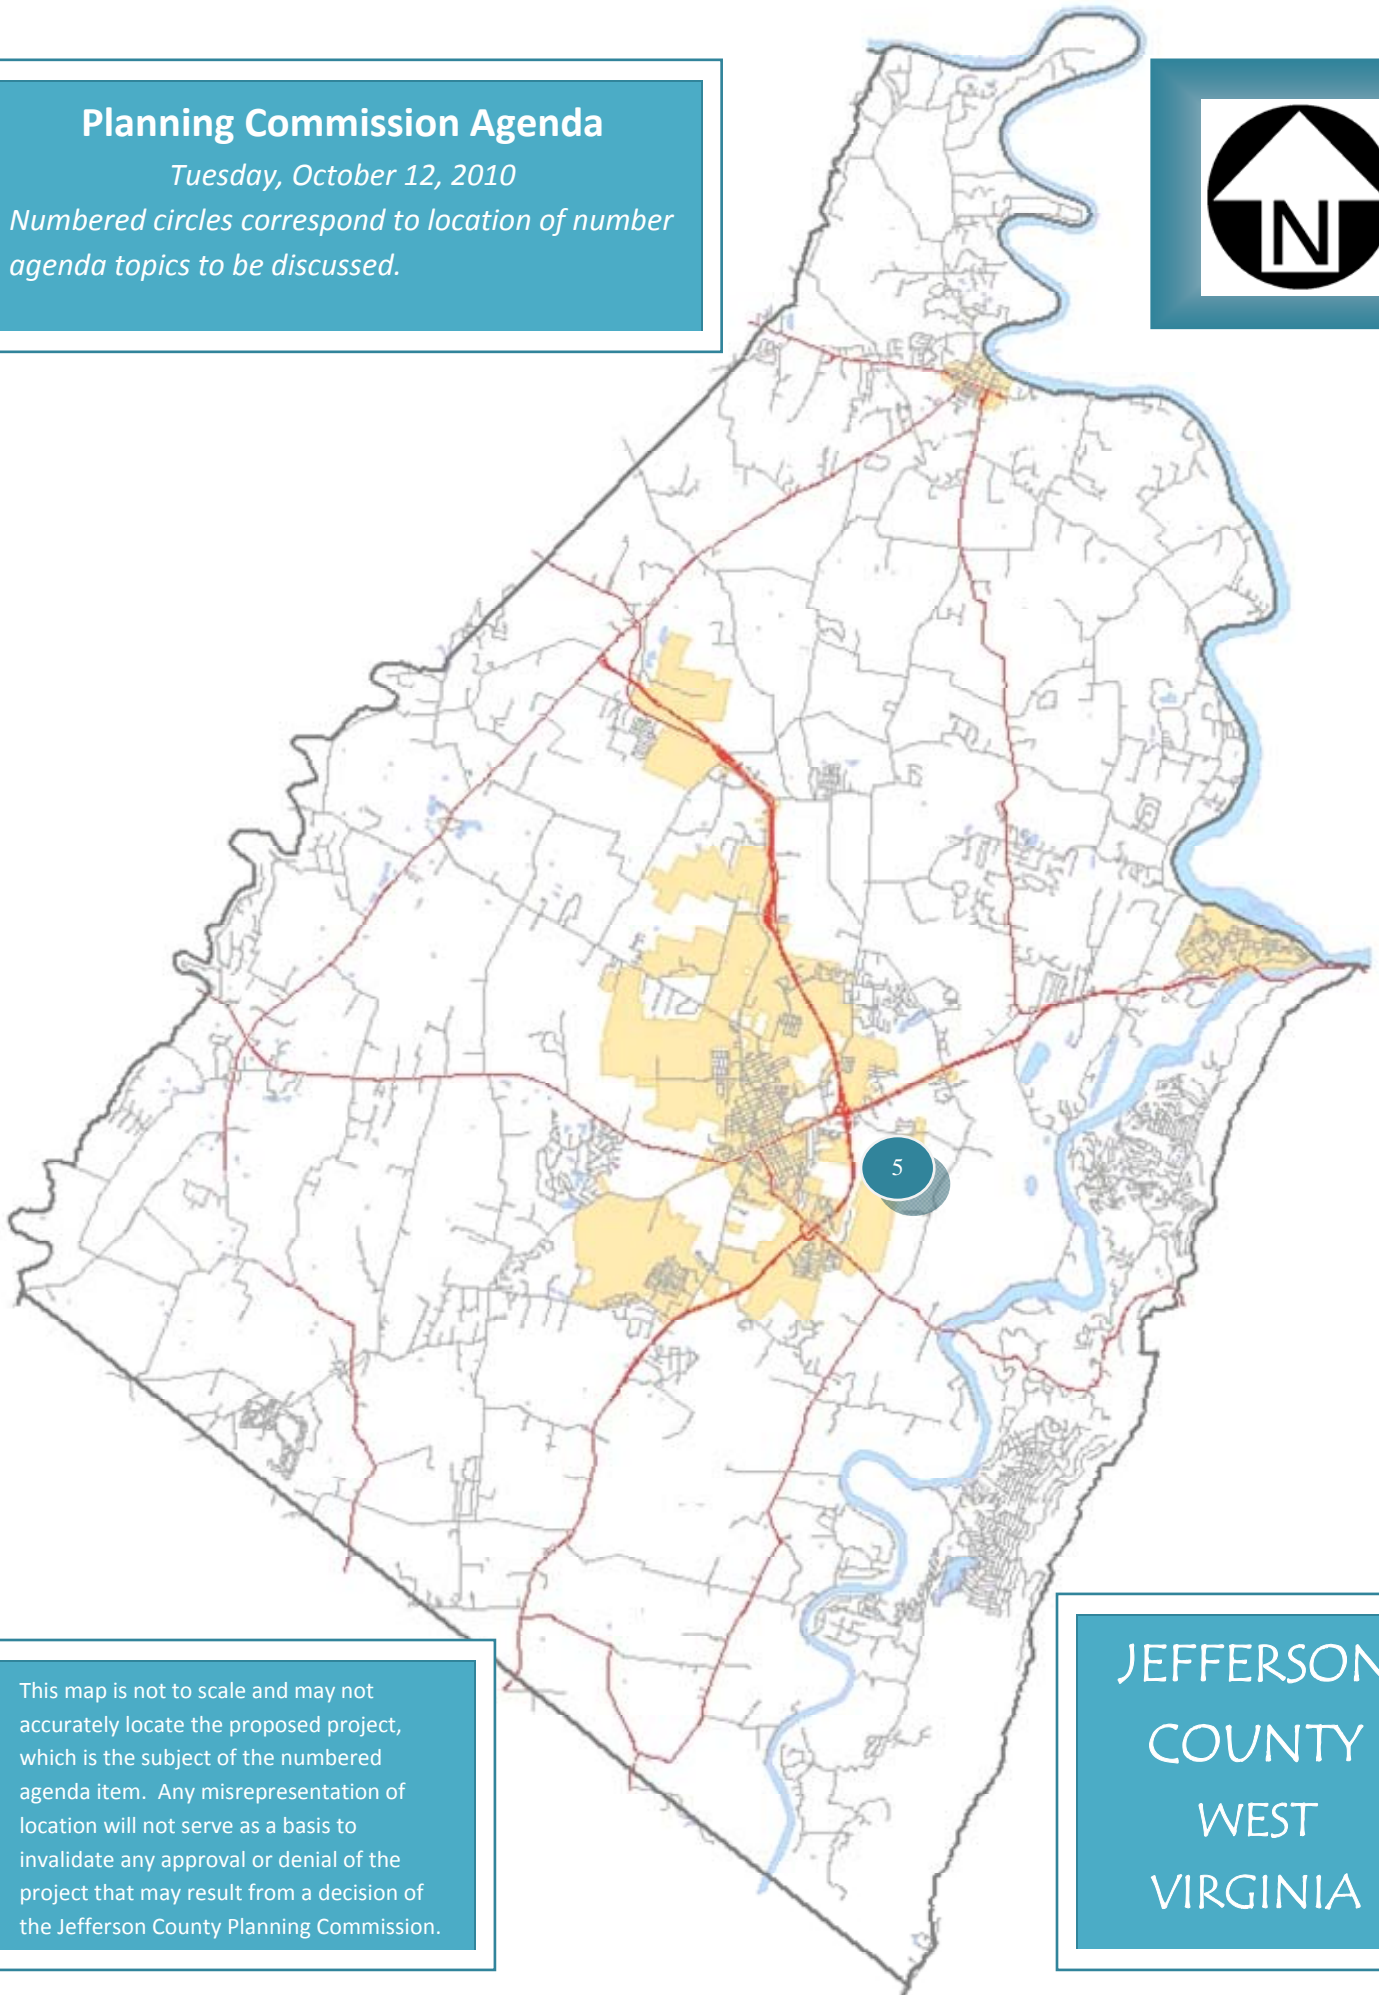 Planning Commission Agenda
Tuesday, October 12, 2010
Numbered circles correspond to location of number
agenda topics to be discussed.
N
5
This map is not to scale and may not
accurately locate the proposed project,
which is the subject of the numbered
agenda item.  Any misrepresentation of
location will not serve as a basis to
invalidate any approval or denial of the
project that may result from a decision of
the Jefferson County Planning Commission.
JEFFERSON
COUNTY
WEST
VIRGINIA